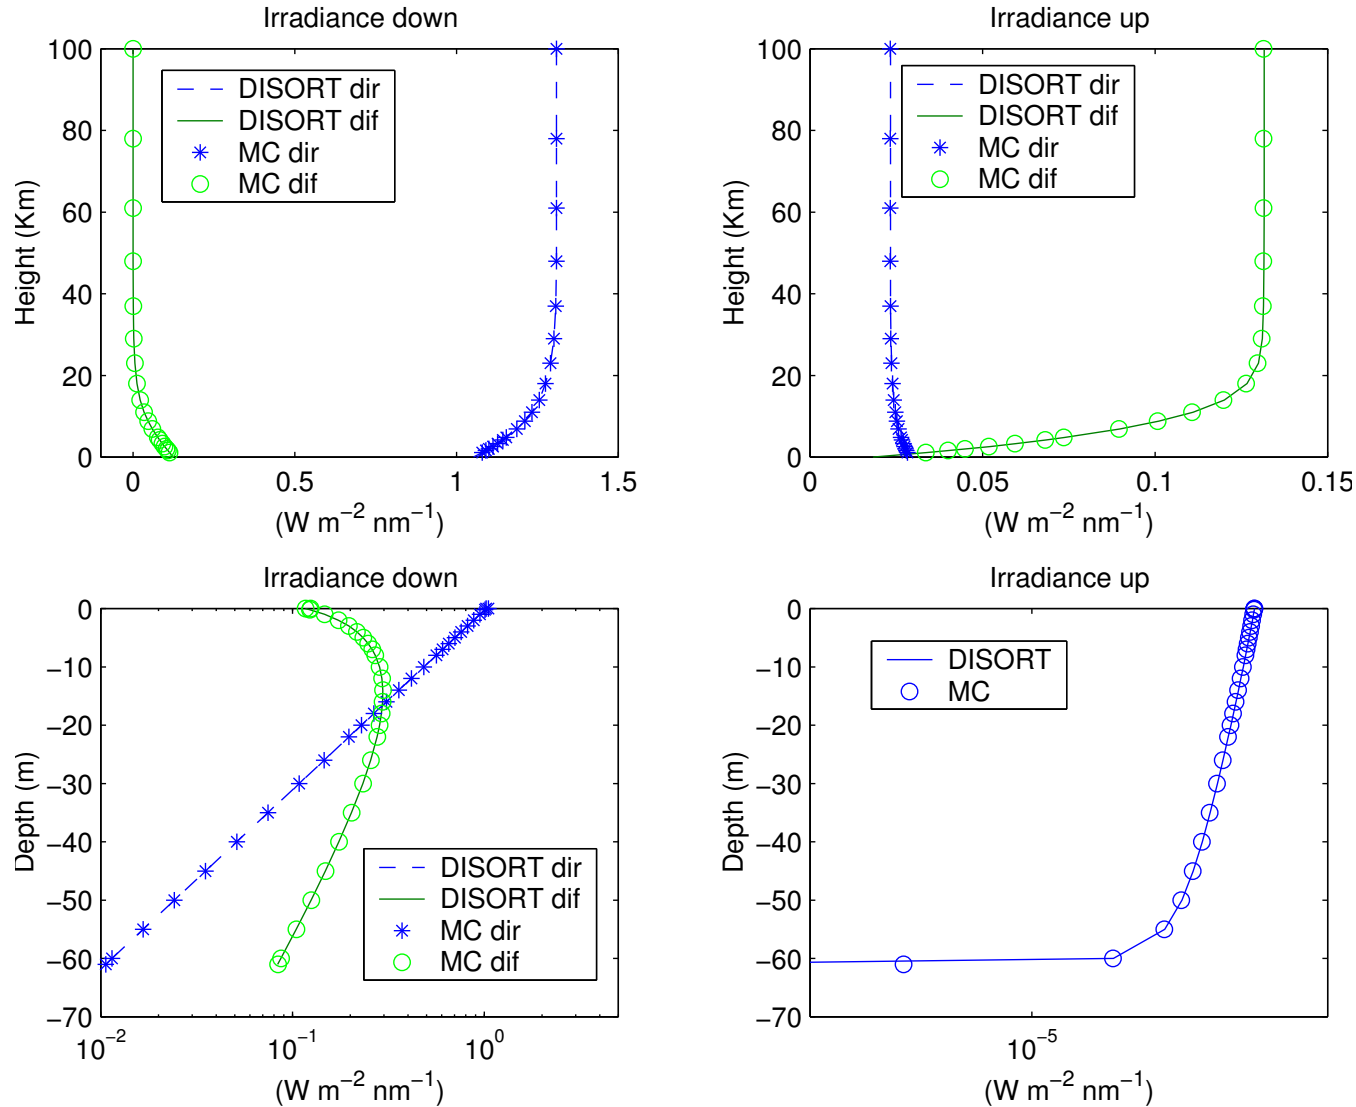 Irradiance down
100
80
60
40
20
0
Height (Km)
DISORT dir
DISORT dif
MC dir
MC dif
0
0.5
1
1.5
(W m⁻² nm⁻¹)
Irradiance up
100
80
60
40
20
0
Height (Km)
DISORT dir
DISORT dif
MC dir
MC dif
0
0.05
0.1
0.15
(W m⁻² nm⁻¹)
Irradiance down
0
−10
−20
−30
−40
−50
−60
−70
Depth (m)
DISORT dir
DISORT dif
MC dir
MC dif
10⁻²
10⁻¹
10⁰
(W m⁻² nm⁻¹)
Irradiance up
0
−10
−20
−30
−40
−50
−60
−70
Depth (m)
DISORT
MC
10⁻⁵
(W m⁻² nm⁻¹)